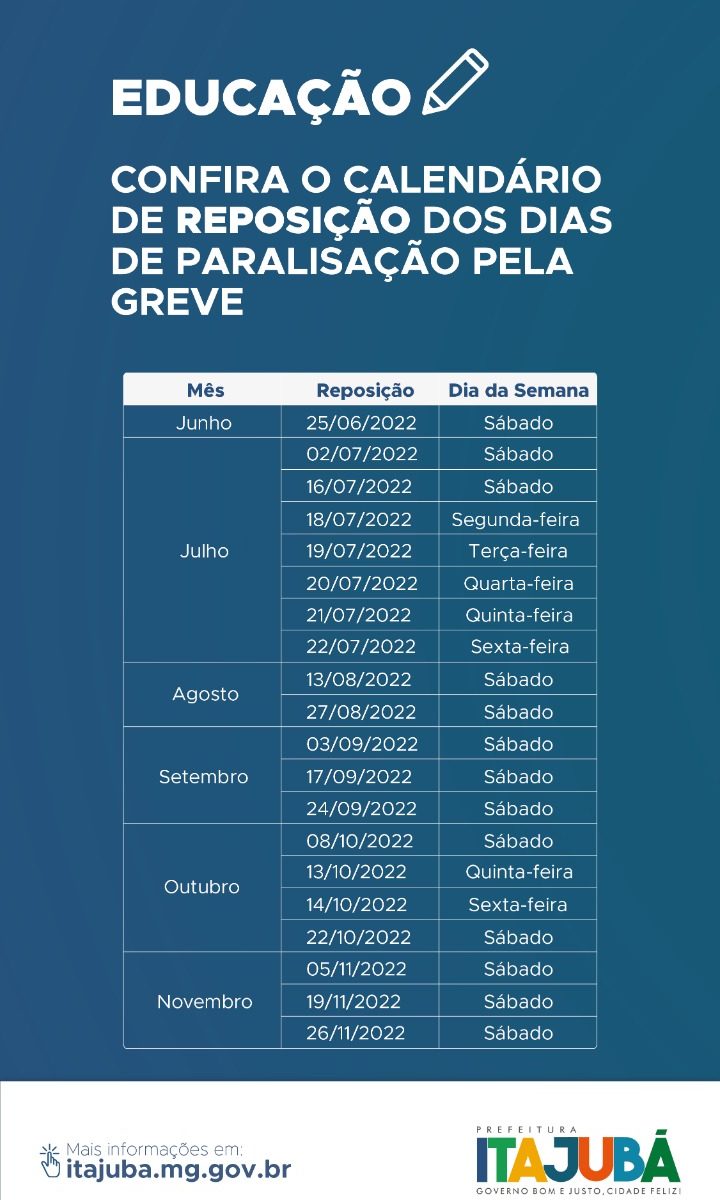 EDUCAÇÃO
CONFIRA O CALENDÁRIO
DE REPOSIÇÃO DOS DIAS
DE PARALISAÇÃO PELA
GREVE
Mês Reposição Dia da Semana
Junho 25/06/2022 Sábado
Julho 02/07/2022 Sábado
16/07/2022 Sábado
18/07/2022 Segunda-feira
19/07/2022 Terça-feira
20/07/2022 Quarta-feira
21/07/2022 Quinta-feira
22/07/2022 Sexta-feira
Agosto 13/08/2022 Sábado
27/08/2022 Sábado
Setembro 03/09/2022 Sábado
17/09/2022 Sábado
24/09/2022 Sábado
Outubro 08/10/2022 Sábado
13/10/2022 Quinta-feira
14/10/2022 Sexta-feira
22/10/2022 Sábado
Novembro 05/11/2022 Sábado
19/11/2022 Sábado
26/11/2022 Sábado
Mais informações em:
itajuba.mg.gov.br
PREFEITURA
ITAJUBÁ
GOVERNO BOM E JUSTO, CIDADE FELIZ!